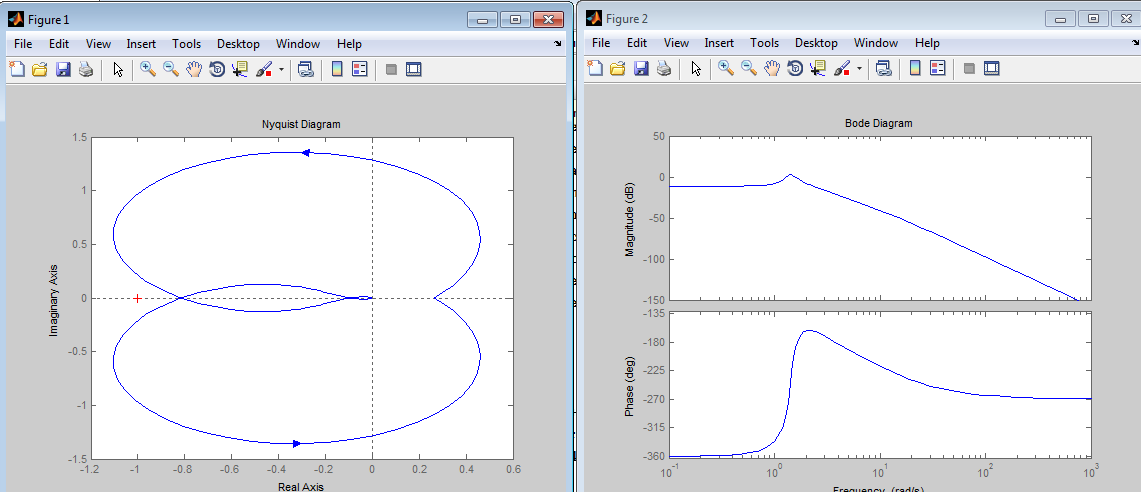 Figure 1
File Edit View Insert Tools Desktop Window Help
Nyquist Diagram
Imaginary Axis
1.5
1
0.5
0
-0.5
-1
-1.5
-1.2 -1 -0.8 -0.6 -0.4 -0.2 0 0.2 0.4 0.6
Real Axis
Figure 2
File Edit View Insert Tools Desktop Window Help
Bode Diagram
Magnitude (dB)
50
0
-50
-100
-150
Phase (deg)
-135
-180
-225
-270
-315
-360
10^-1 10^0 10^1 10^2 10^3
Frequency (rad/s)